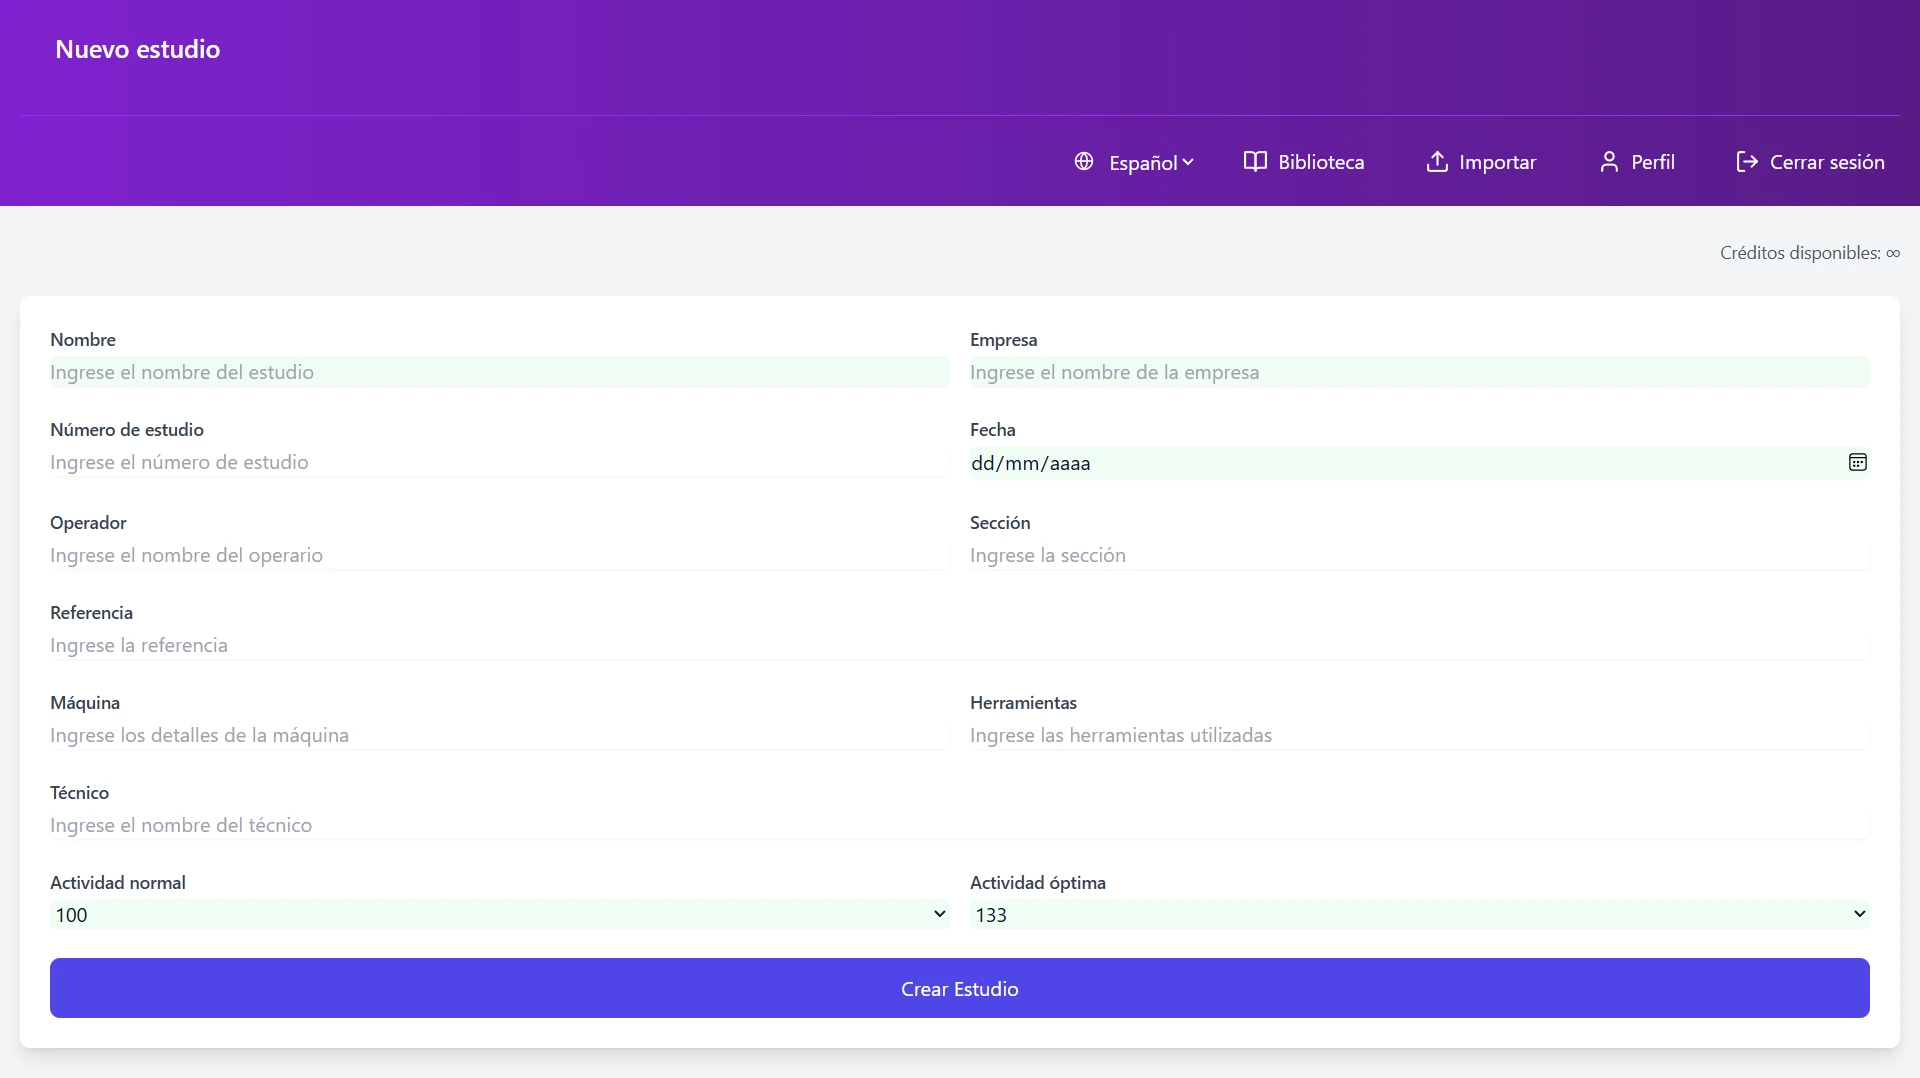 Nuevo estudio
Español
Biblioteca
Importar
Perfil
Cerrar sesión
Créditos disponibles: ∞
Nombre
Ingrese el nombre del estudio
Empresa
Ingrese el nombre de la empresa
Número de estudio
Ingrese el número de estudio
Fecha
dd/mm/aaaa
Operador
Ingrese el nombre del operario
Sección
Ingrese la sección
Referencia
Ingrese la referencia
Máquina
Ingrese los detalles de la máquina
Herramientas
Ingrese las herramientas utilizadas
Técnico
Ingrese el nombre del técnico
Actividad normal
100
Actividad óptima
133
Crear Estudio